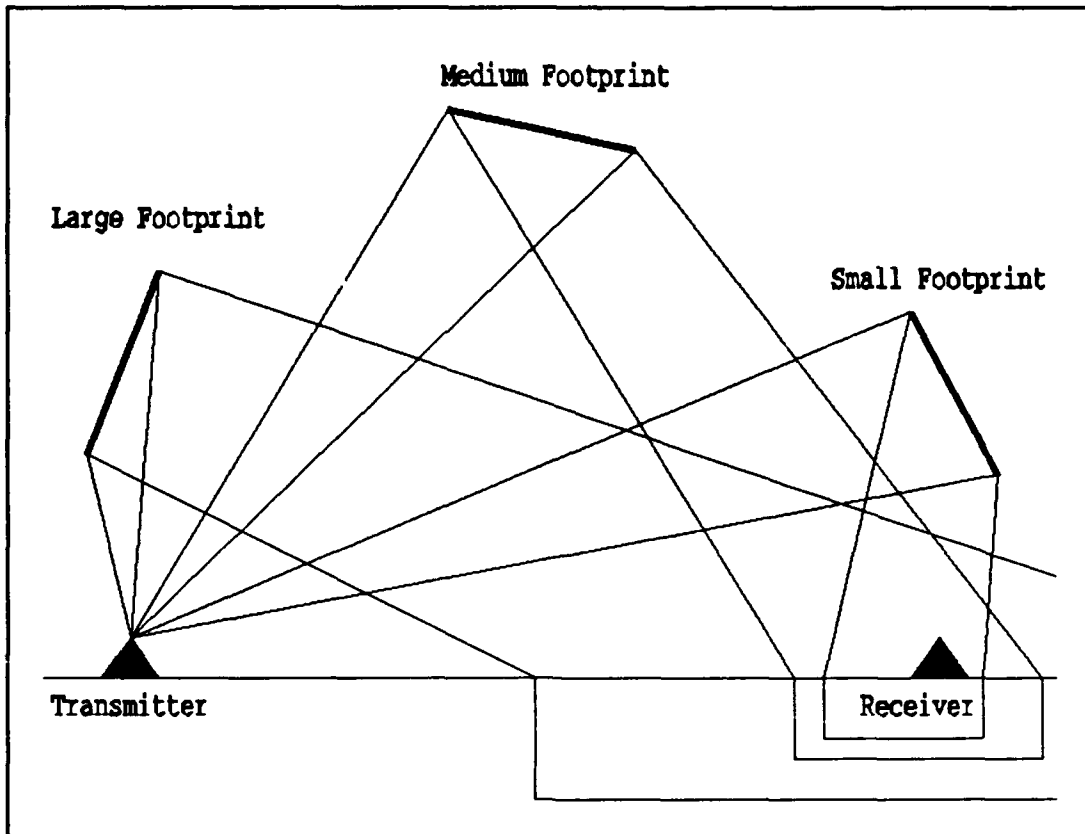 Medium Footprint
Large Footprint
Small Footprint
Transmitter
Receiver